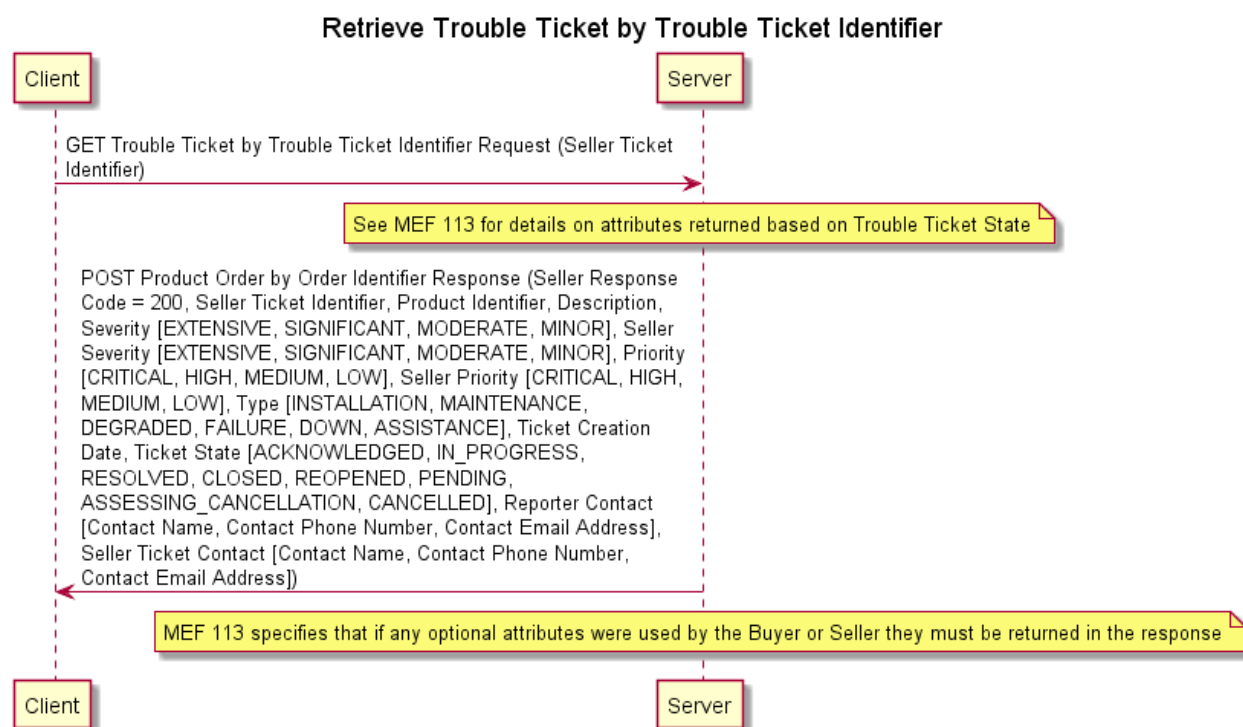 Retrieve Trouble Ticket by Trouble Ticket Identifier
Client
Server
GET Trouble Ticket by Trouble Ticket Identifier Request (Seller Ticket
Identifier)
See MEF 113 for details on attributes returned based on Trouble Ticket State
POST Product Order by Order Identifier Response (Seller Response
Code = 200, Seller Ticket Identifier, Product Identifier, Description,
Severity [EXTENSIVE, SIGNIFICANT, MODERATE, MINOR], Seller
Severity [EXTENSIVE, SIGNIFICANT, MODERATE, MINOR], Priority
[CRITICAL, HIGH, MEDIUM, LOW], Seller Priority [CRITICAL, HIGH,
MEDIUM, LOW], Type [INSTALLATION, MAINTENANCE,
DEGRADED, FAILURE, DOWN, ASSISTANCE], Ticket Creation
Date, Ticket State [ACKNOWLEDGED, IN_PROGRESS,
RESOLVED, CLOSED, REOPENED, PENDING,
ASSESSING_CANCELLATION, CANCELLED], Reporter Contact
[Contact Name, Contact Phone Number, Contact Email Address],
Seller Ticket Contact [Contact Name, Contact Phone Number,
Contact Email Address])
MEF 113 specifies that if any optional attributes were used by the Buyer or Seller they must be returned in the response
Client
Server